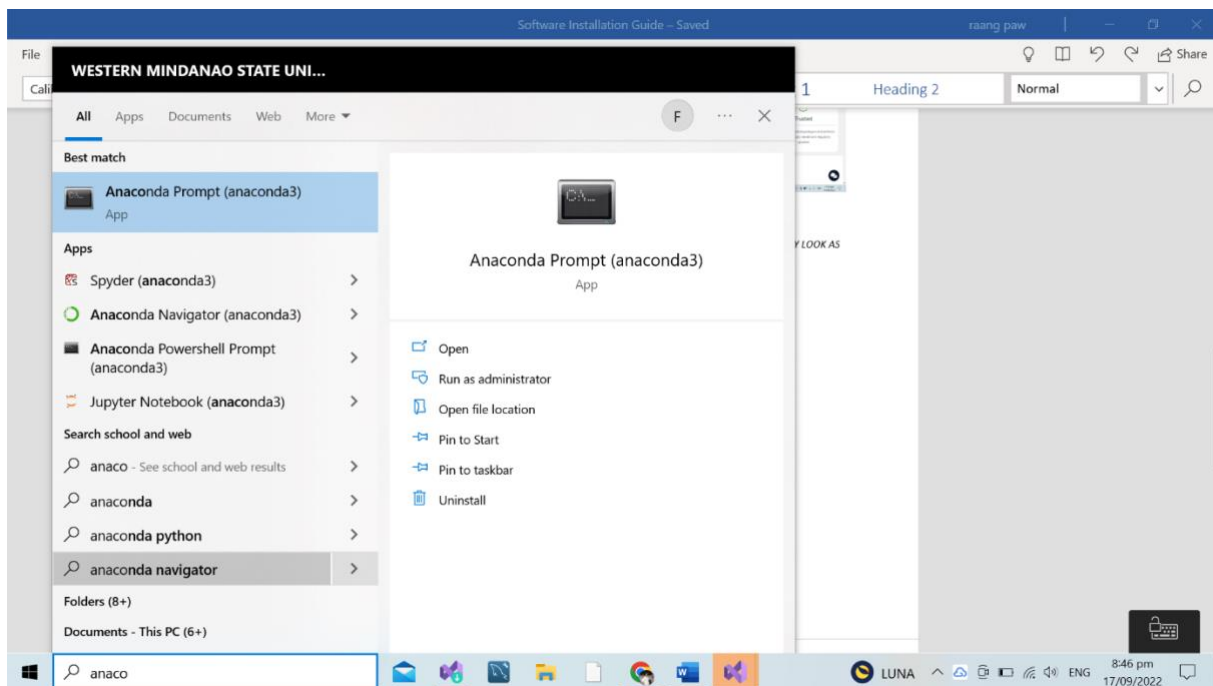 Software Installation Guide – Saved
raang paw
File
Share
WESTERN MINDANAO STATE UNI...
Cali
1
Heading 2
Normal
All Apps Documents Web More
F
Best match
Anaconda Prompt (anaconda3)
App
Apps
Spyder (anaconda3)
Anaconda Navigator (anaconda3)
Anaconda Powershell Prompt
(anaconda3)
Jupyter Notebook (anaconda3)
Search school and web
anaco - See school and web results
anaconda
anaconda python
anaconda navigator
Folders (8+)
Documents - This PC (6+)
Anaconda Prompt (anaconda3)
App
Open
Run as administrator
Open file location
Pin to Start
Pin to taskbar
Uninstall
LOOK AS
anaco
LUNA
ENG
8:46 pm
17/09/2022